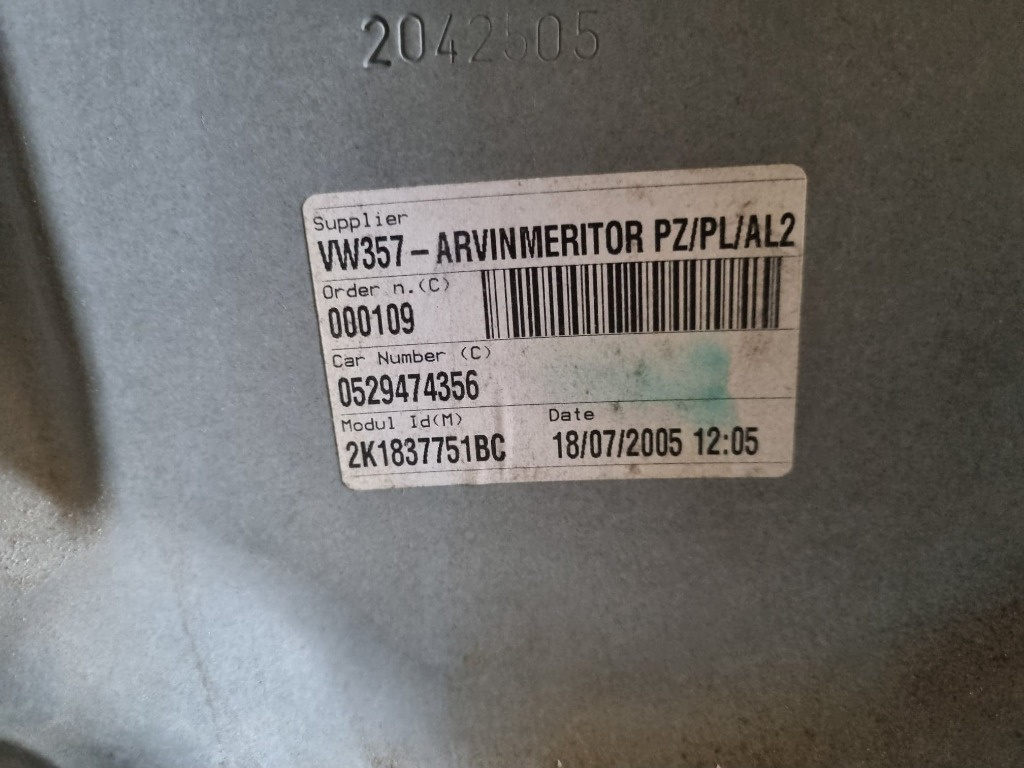 2042505
Supplier
VW357-ARVINMERITOR PZ/PL/AL2
Order n.(C)
000109
Car Number (C)
0529474356
Modul Id(M) Date
2K1837751BC 18/07/2005 12:05